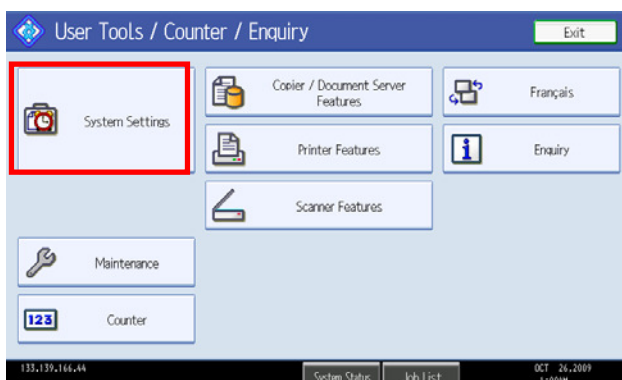 User Tools / Counter / Enquiry
Exit
System Settings
Copier / Document Server
Features
Français
Printer Features
Enquiry
Scanner Features
Maintenance
123
Counter
133.139.166.44
System Status
Job List
OCT 26,2009